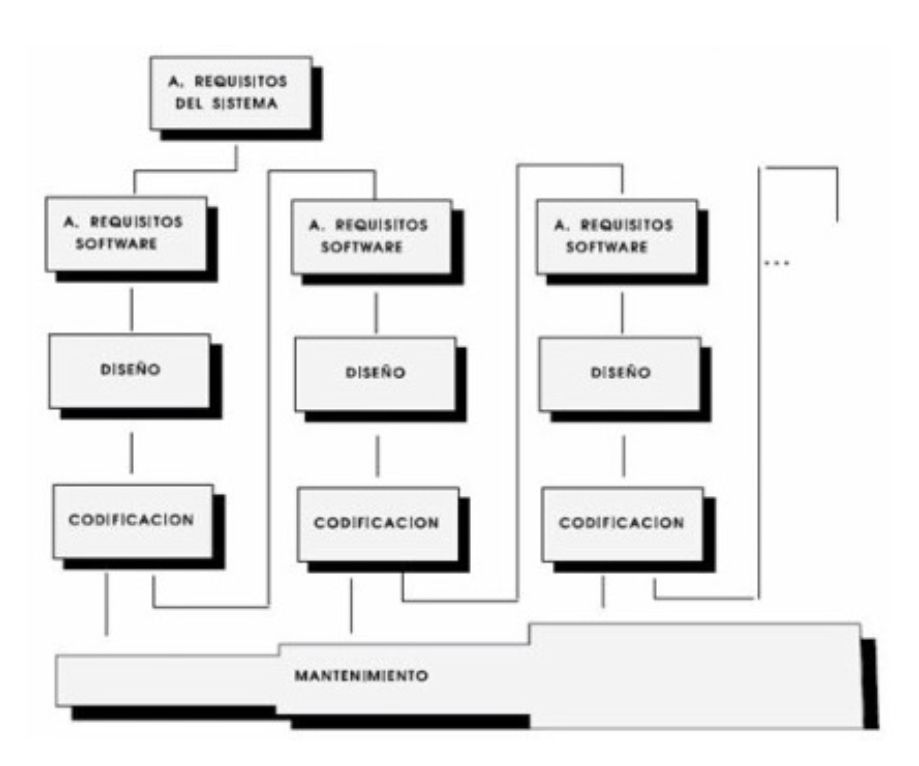 A. REQUISITOS
DEL SISTEMA
A. REQUISITOS
SOFTWARE
A. REQUISITOS
SOFTWARE
A. REQUISITOS
SOFTWARE
...
DISEÑO
DISEÑO
DISEÑO
CODIFICACION
CODIFICACION
CODIFICACION
MANTENIMIENTO